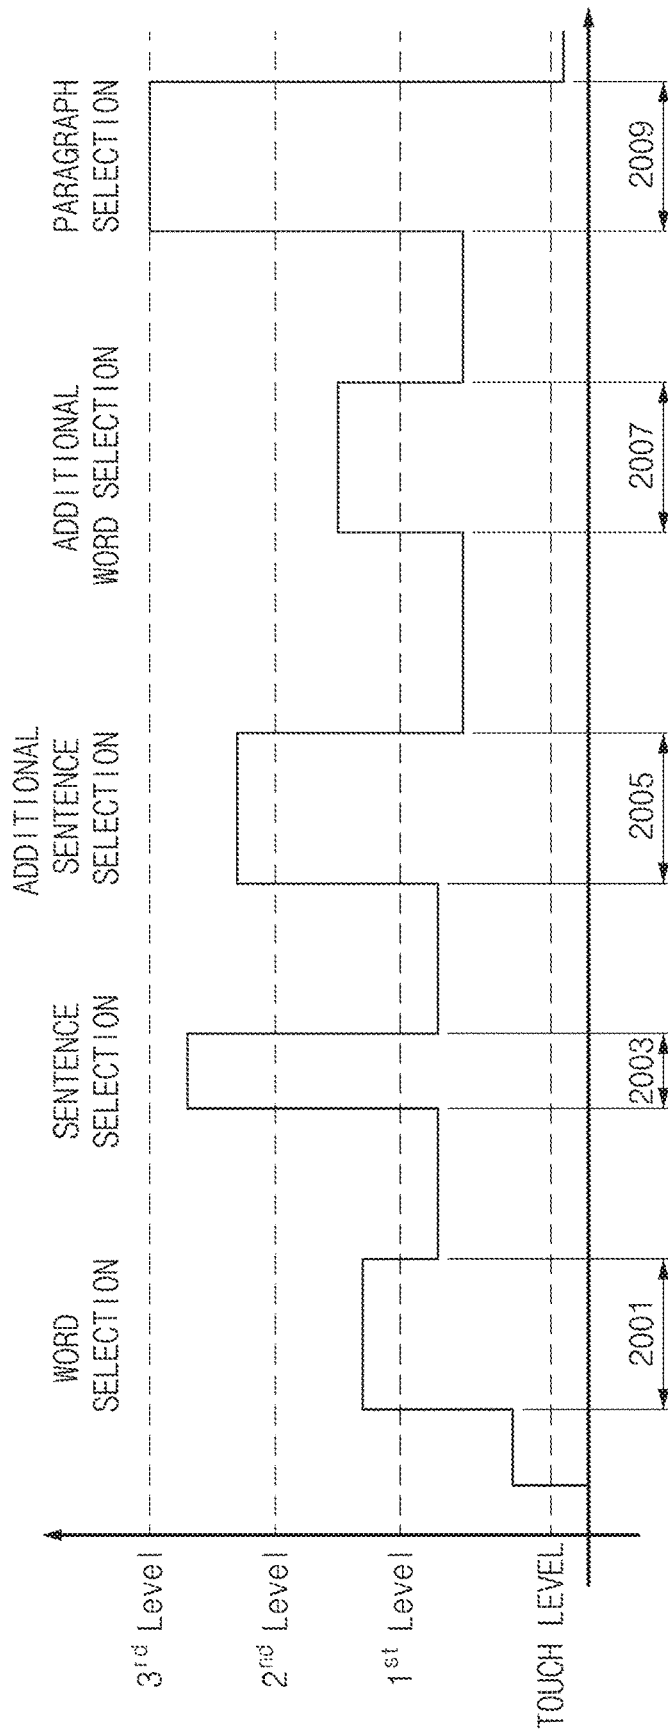 WORD
SELECTION
SENTENCE
SELECTION
ADDITIONAL
SENTENCE
SELECTION
ADDITIONAL
WORD SELECTION
PARAGRAPH
SELECTION
3rd Level
2nd Level
1st Level
TOUCH LEVEL
2001
2003
2005
2007
2009